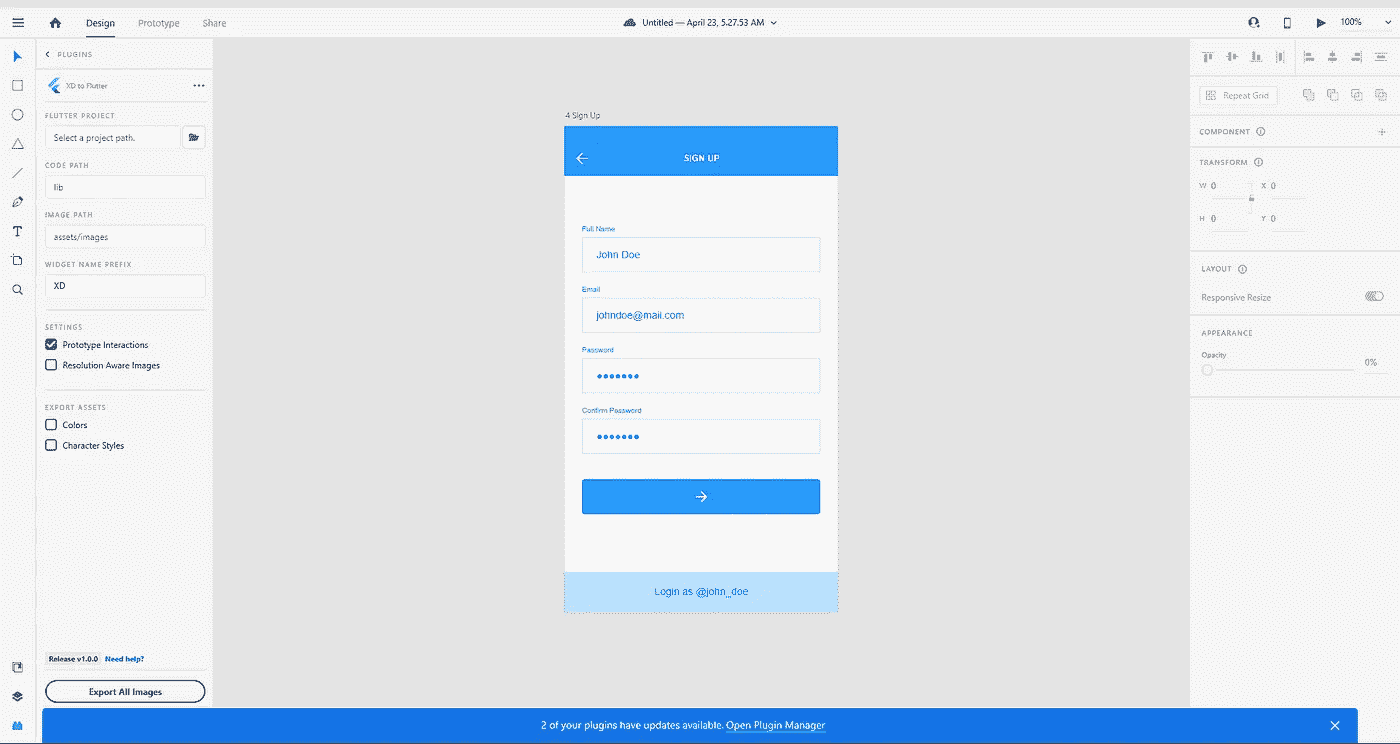 Design
Prototype
Share
Untitled — April 23, 5.27.53 AM
100%
PLUGINS
XD to Flutter
FLUTTER PROJECT
Select a project path.
CODE PATH
lib
IMAGE PATH
assets/images
WIDGET NAME PREFIX
XD
SETTINGS
Prototype Interactions
Resolution Aware Images
EXPORT ASSETS
Colors
Character Styles
Release v1.0.0 Need help?
Export All Images
4 Sign Up
SIGN UP
Full Name
John Doe
Email
johndoe@mail.com
Password
Confirm Password
Login as @john_doe
Repeat Grid
COMPONENT
TRANSFORM
W 0 X 0
H 0 Y 0
LAYOUT
Responsive Resize
APPEARANCE
Opacity
0%
2 of your plugins have updates available. Open Plugin Manager